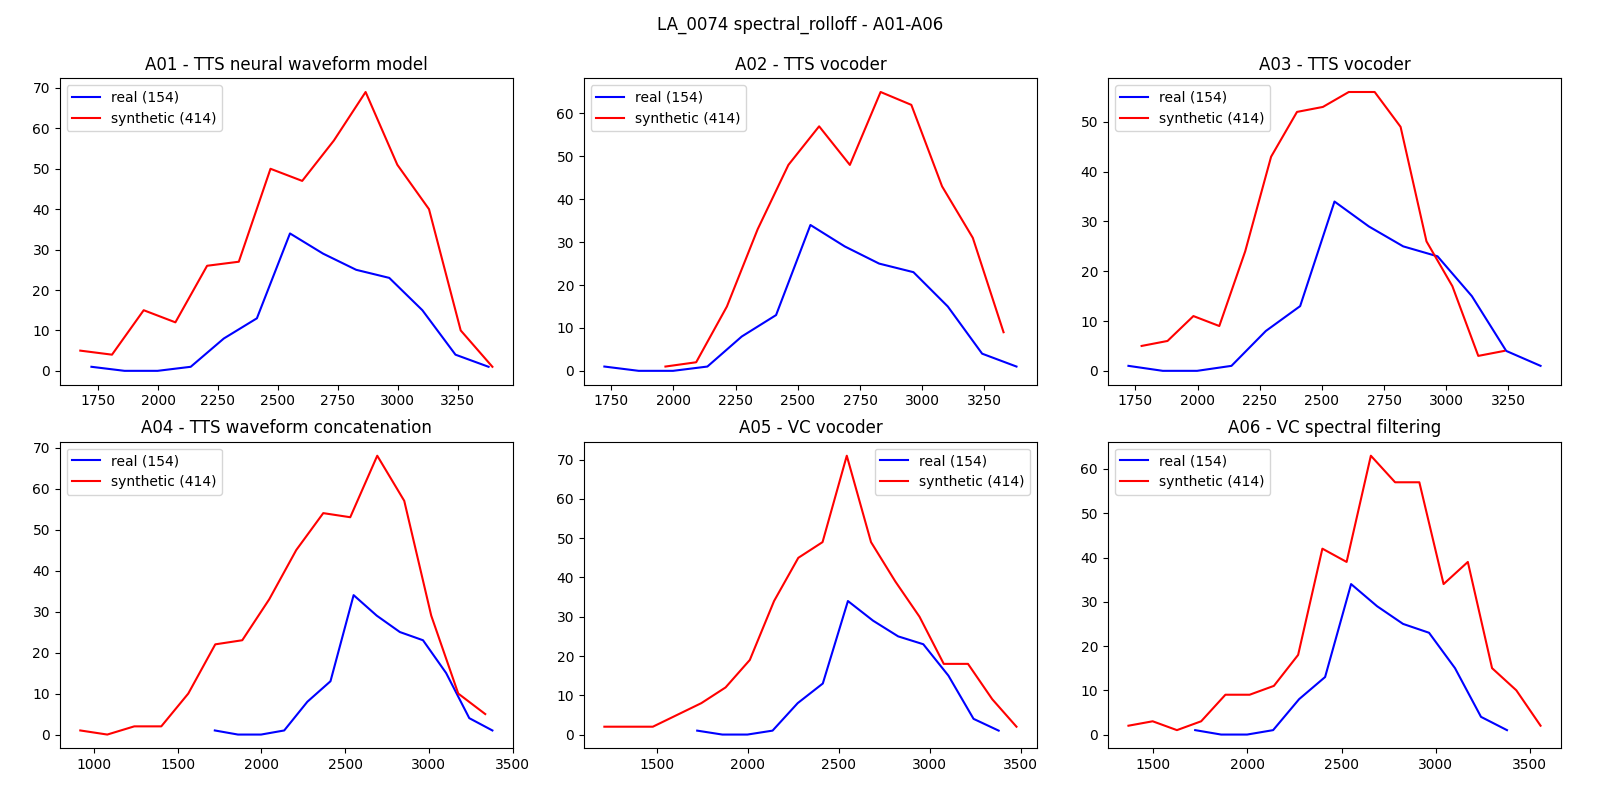 LA_0074 spectral_rolloff - A01-A06
A01 - TTS neural waveform model
real (154)
synthetic (414)
70
60
50
40
30
20
10
0
1750 2000 2250 2500 2750 3000 3250
A02 - TTS vocoder
real (154)
synthetic (414)
60
50
40
30
20
10
0
1750 2000 2250 2500 2750 3000 3250
A03 - TTS vocoder
real (154)
synthetic (414)
50
40
30
20
10
0
1750 2000 2250 2500 2750 3000 3250
A04 - TTS waveform concatenation
real (154)
synthetic (414)
70
60
50
40
30
20
10
0
1000 1500 2000 2500 3000 3500
A05 - VC vocoder
real (154)
synthetic (414)
70
60
50
40
30
20
10
0
1500 2000 2500 3000 3500
A06 - VC spectral filtering
real (154)
synthetic (414)
60
50
40
30
20
10
0
1500 2000 2500 3000 3500